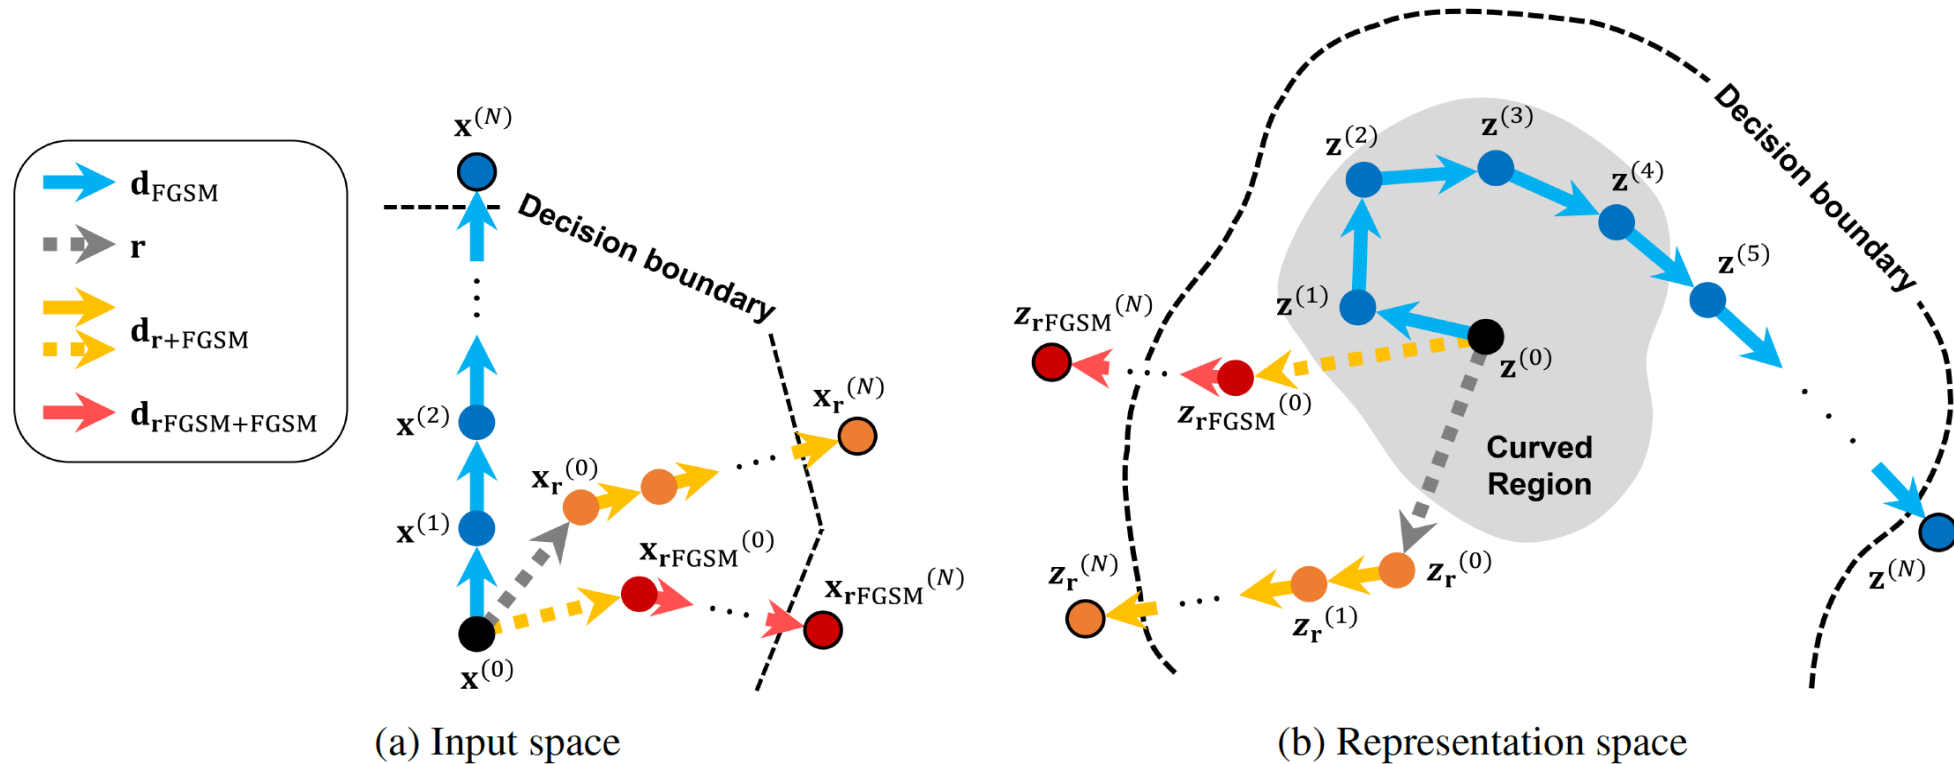 d_FGSM
r
d_r+FGSM
d_rFGSM+FGSM
x^(N)
Decision boundary
x^(2)
x^(1)
x^(0)
x_r^(0)
x_r^(N)
x_rFGSM^(0)
x_rFGSM^(N)
(a) Input space
Decision boundary
z^(3)
z^(2)
z^(4)
z^(5)
z^(1)
z^(0)
z_rFGSM^(N)
z_rFGSM^(0)
Curved
Region
z_r^(N)
z_r^(0)
z_r^(1)
z^(N)
(b) Representation space